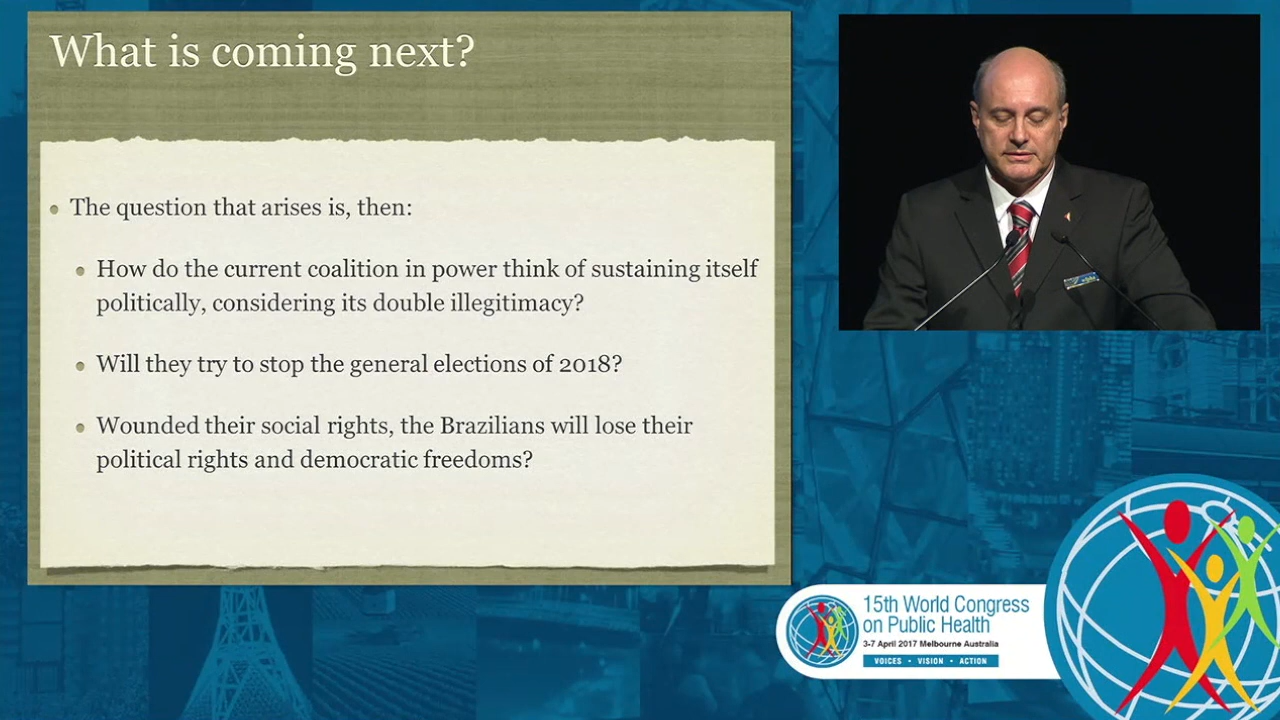 What is coming next?
The question that arises is, then:
How do the current coalition in power think of sustaining itself
politically, considering its double illegitimacy?
Will they try to stop the general elections of 2018?
Wounded their social rights, the Brazilians will lose their
political rights and democratic freedoms?
15th World Congress
on Public Health
3-7 April 2017 Melbourne Australia
VOICES • VISION • ACTION